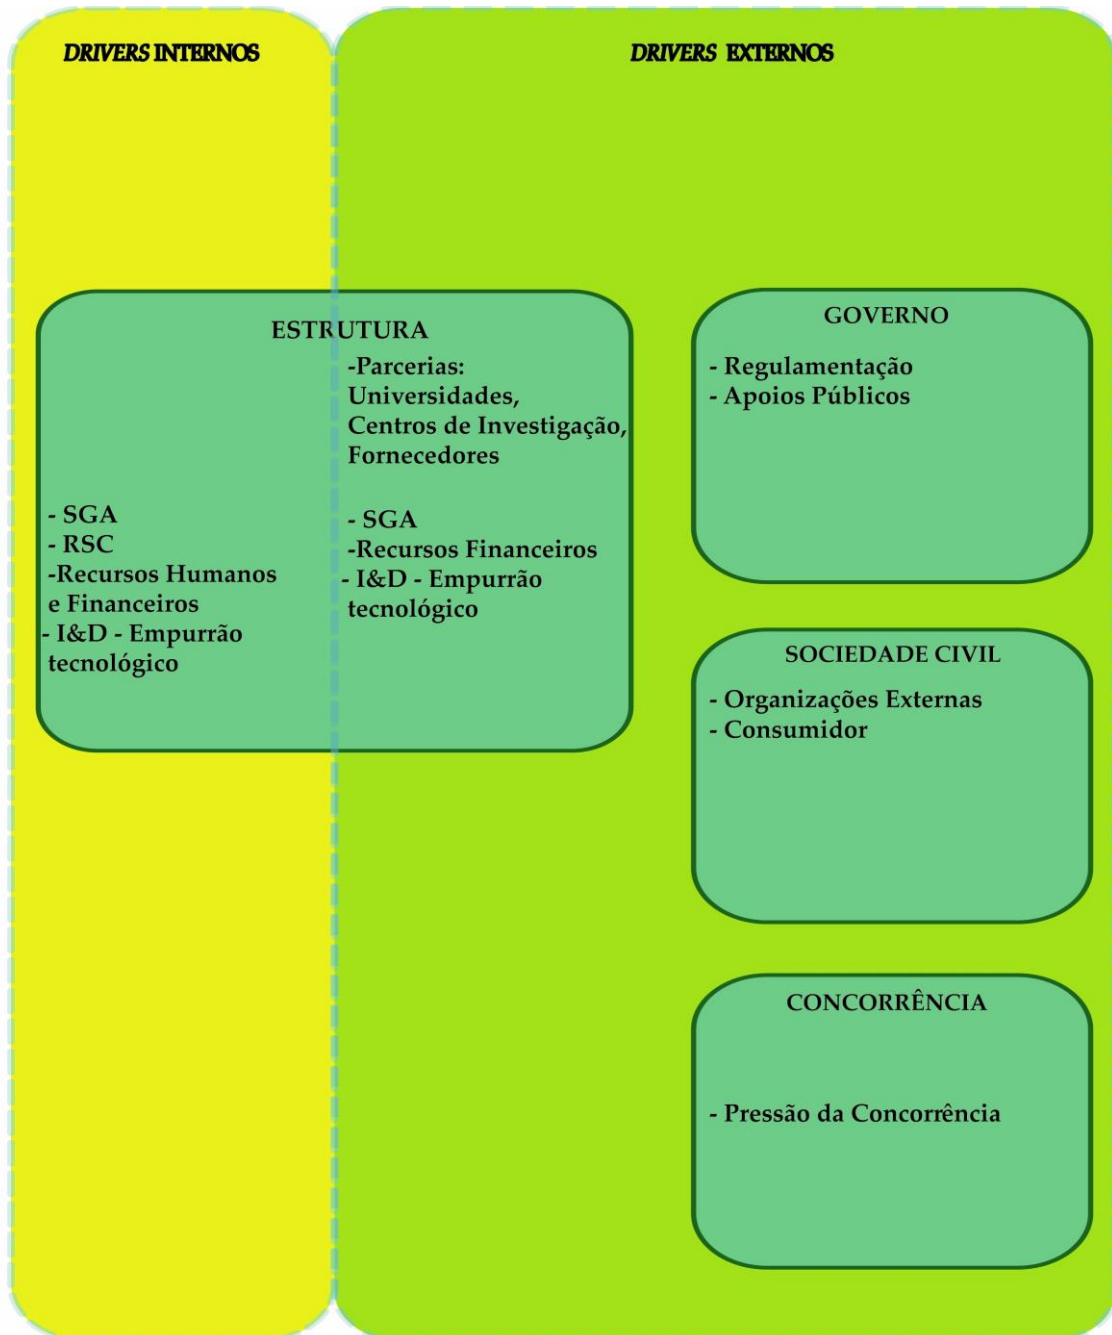 DRIVERS INTERNOS
DRIVERS EXTERNOS
ESTRUTURA
-Parcerias:
Universidades,
Centros de Investigação,
Fornecedores
- SGA
- RSC
-Recursos Humanos
e Financeiros
- I&D - Empurrão
tecnológico
- SGA
-Recursos Financeiros
- I&D - Empurrão
tecnológico
GOVERNO
- Regulamentação
- Apoios Públicos
SOCIEDADE CIVIL
- Organizações Externas
- Consumidor
CONCORRÊNCIA
- Pressão da Concorrência